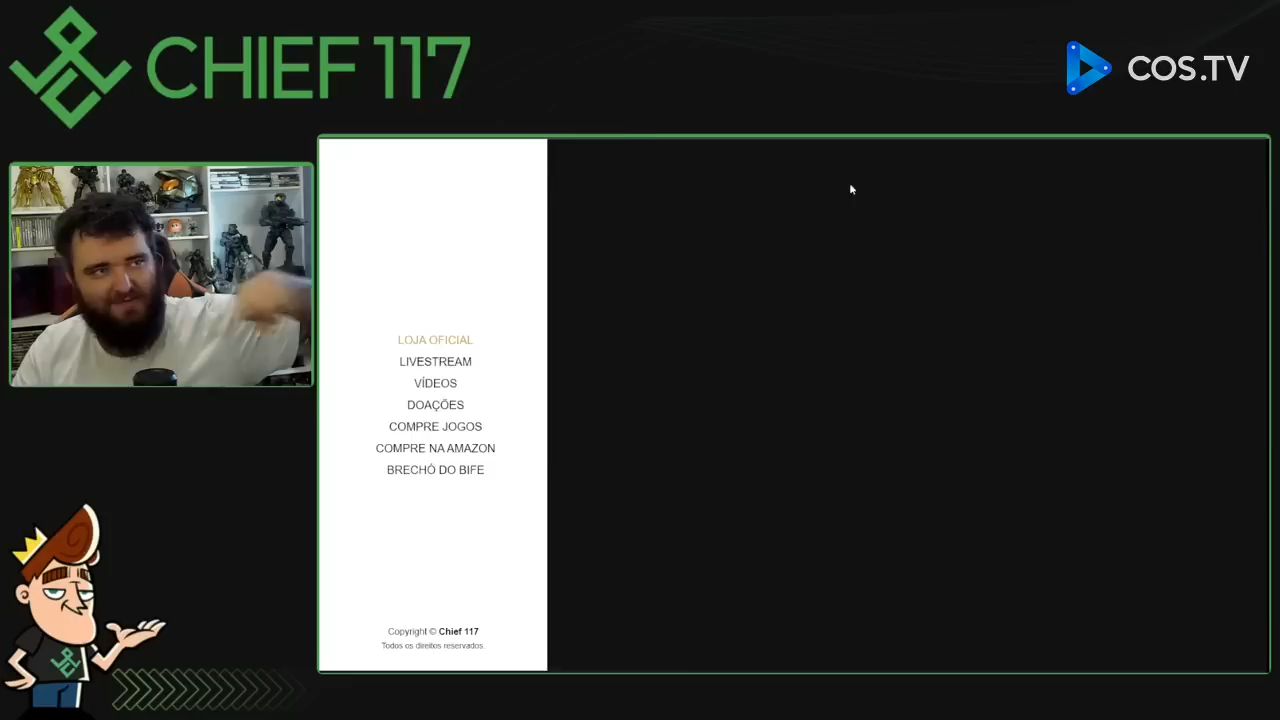 CHIEF 117
COS.TV
LOJA OFICIAL
LIVESTREAM
VÍDEOS
DOAÇÕES
COMPRE JOGOS
COMPRE NA AMAZON
BRECHÓ DO BIFE
Copyright © Chief 117
Todos os direitos reservados.